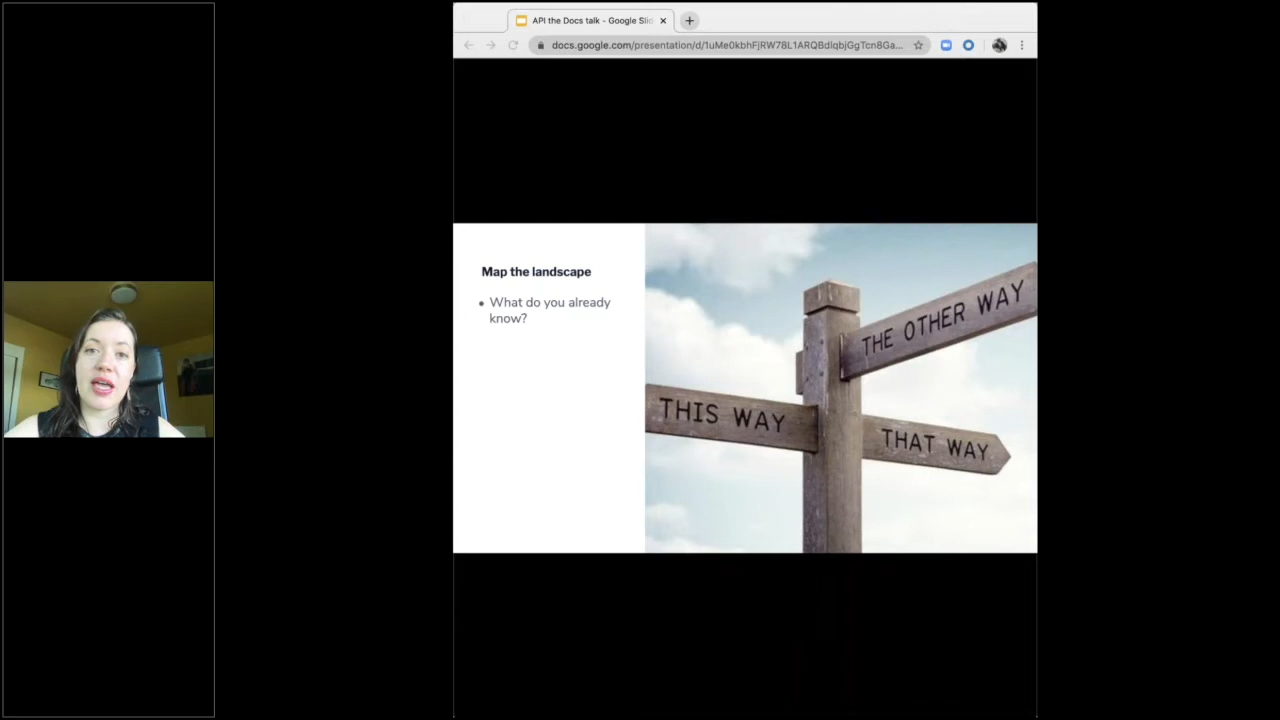 API the Docs talk - Google Slid
docs.google.com/presentation/d/1uMe0kbhFjRW78L1ARQBdlqbjGgTcn8Ga...
Map the landscape
• What do you already
know?
THE OTHER WAY
THIS WAY
THAT WAY